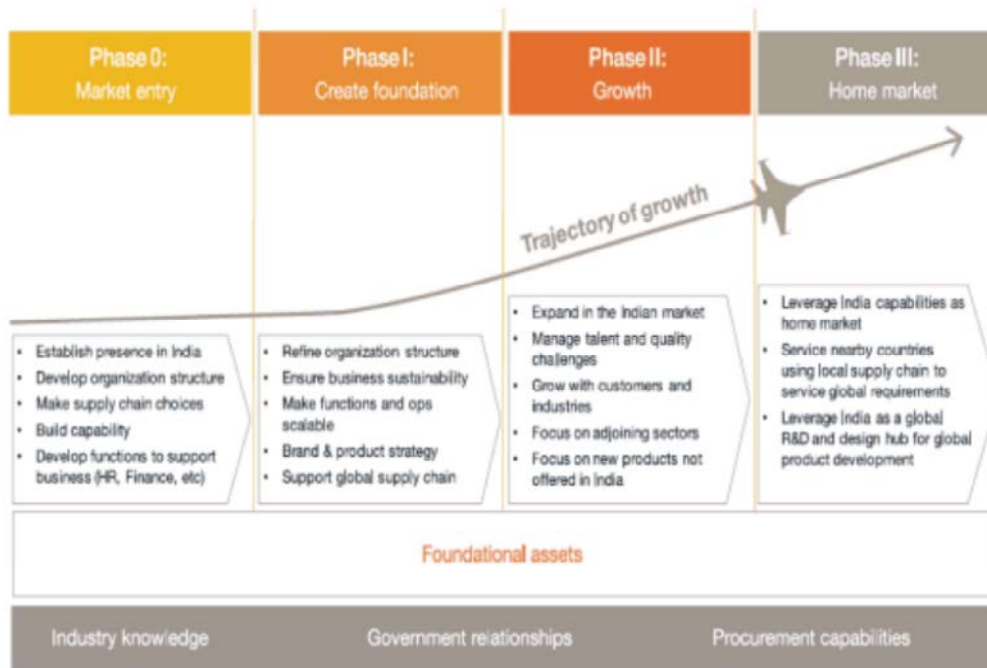 Phase 0:
Market entry
Phase I:
Create foundation
Phase II:
Growth
Phase III:
Home market
Trajectory of growth
• Establish presence in India
• Develop organization structure
• Make supply chain choices
• Build capability
• Develop functions to support
business (HR, Finance, etc)
• Refine organization structure
• Ensure business sustainability
• Make functions and ops
scalable
• Brand & product strategy
• Support global supply chain
• Expand in the Indian market
• Manage talent and quality
challenges
• Grow with customers and
industries
• Focus on adjoining sectors
• Focus on new products not
offered in India
• Leverage India capabilities as
home market
• Service nearby countries
using local supply chain to
service global requirements
• Leverage India as a global
R&D and design hub for global
product development
Foundational assets
Industry knowledge
Government relationships
Procurement capabilities